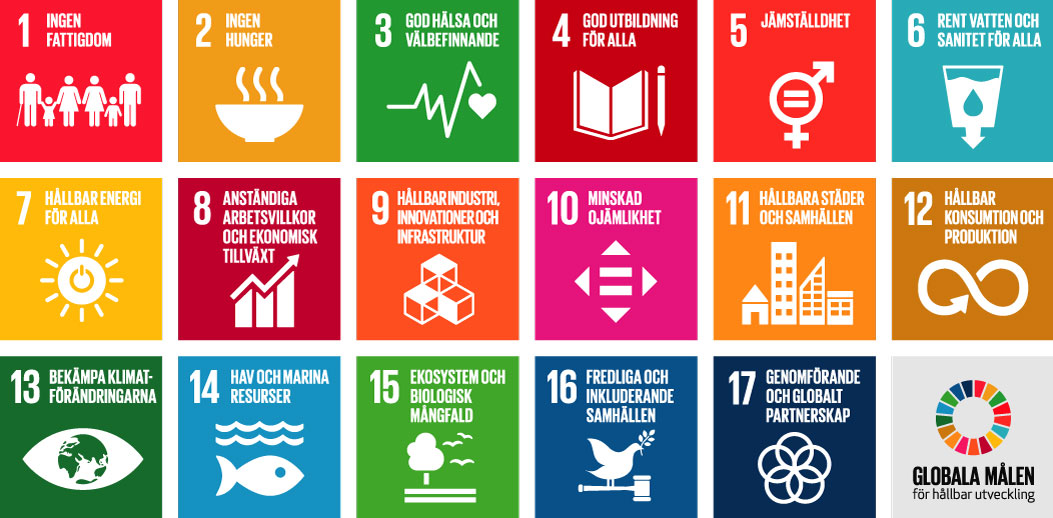 1 INGEN
FATTIGDOM
2 INGEN
HUNGER
3 GOD HÄLSA OCH
VÄLBEFINNANDE
4 GOD UTBILDNING
FÖR ALLA
5 JÄMSTÄLLDHET
6 RENT VATTEN OCH
SANITET FÖR ALLA
7 HÅLLBAR ENERGI
FÖR ALLA
8 ANSTÄNDIGA
ARBETSVILLKOR
OCH EKONOMISK
TILLVÄXT
9 HÅLLBAR INDUSTRI,
INNOVATIONER OCH
INFRASTRUKTUR
10 MINSKAD
OJÄMLIKHET
11 HÅLLBARA STÄDER
OCH SAMHÄLLEN
12 HÅLLBAR
KONSUMTION OCH
PRODUKTION
13 BEKÄMPA KLIMAT-
FÖRÄNDRINGARNA
14 HAV OCH MARINA
RESURSER
15 EKOSYSTEM OCH
BIOLOGISK
MÅNGFALD
16 FREDLIGA OCH
INKLUDERANDE
SAMHÄLLEN
17 GENOMFÖRANDE
OCH GLOBALT
PARTNERSKAP
GLOBALA MÅLEN
för hållbar utveckling